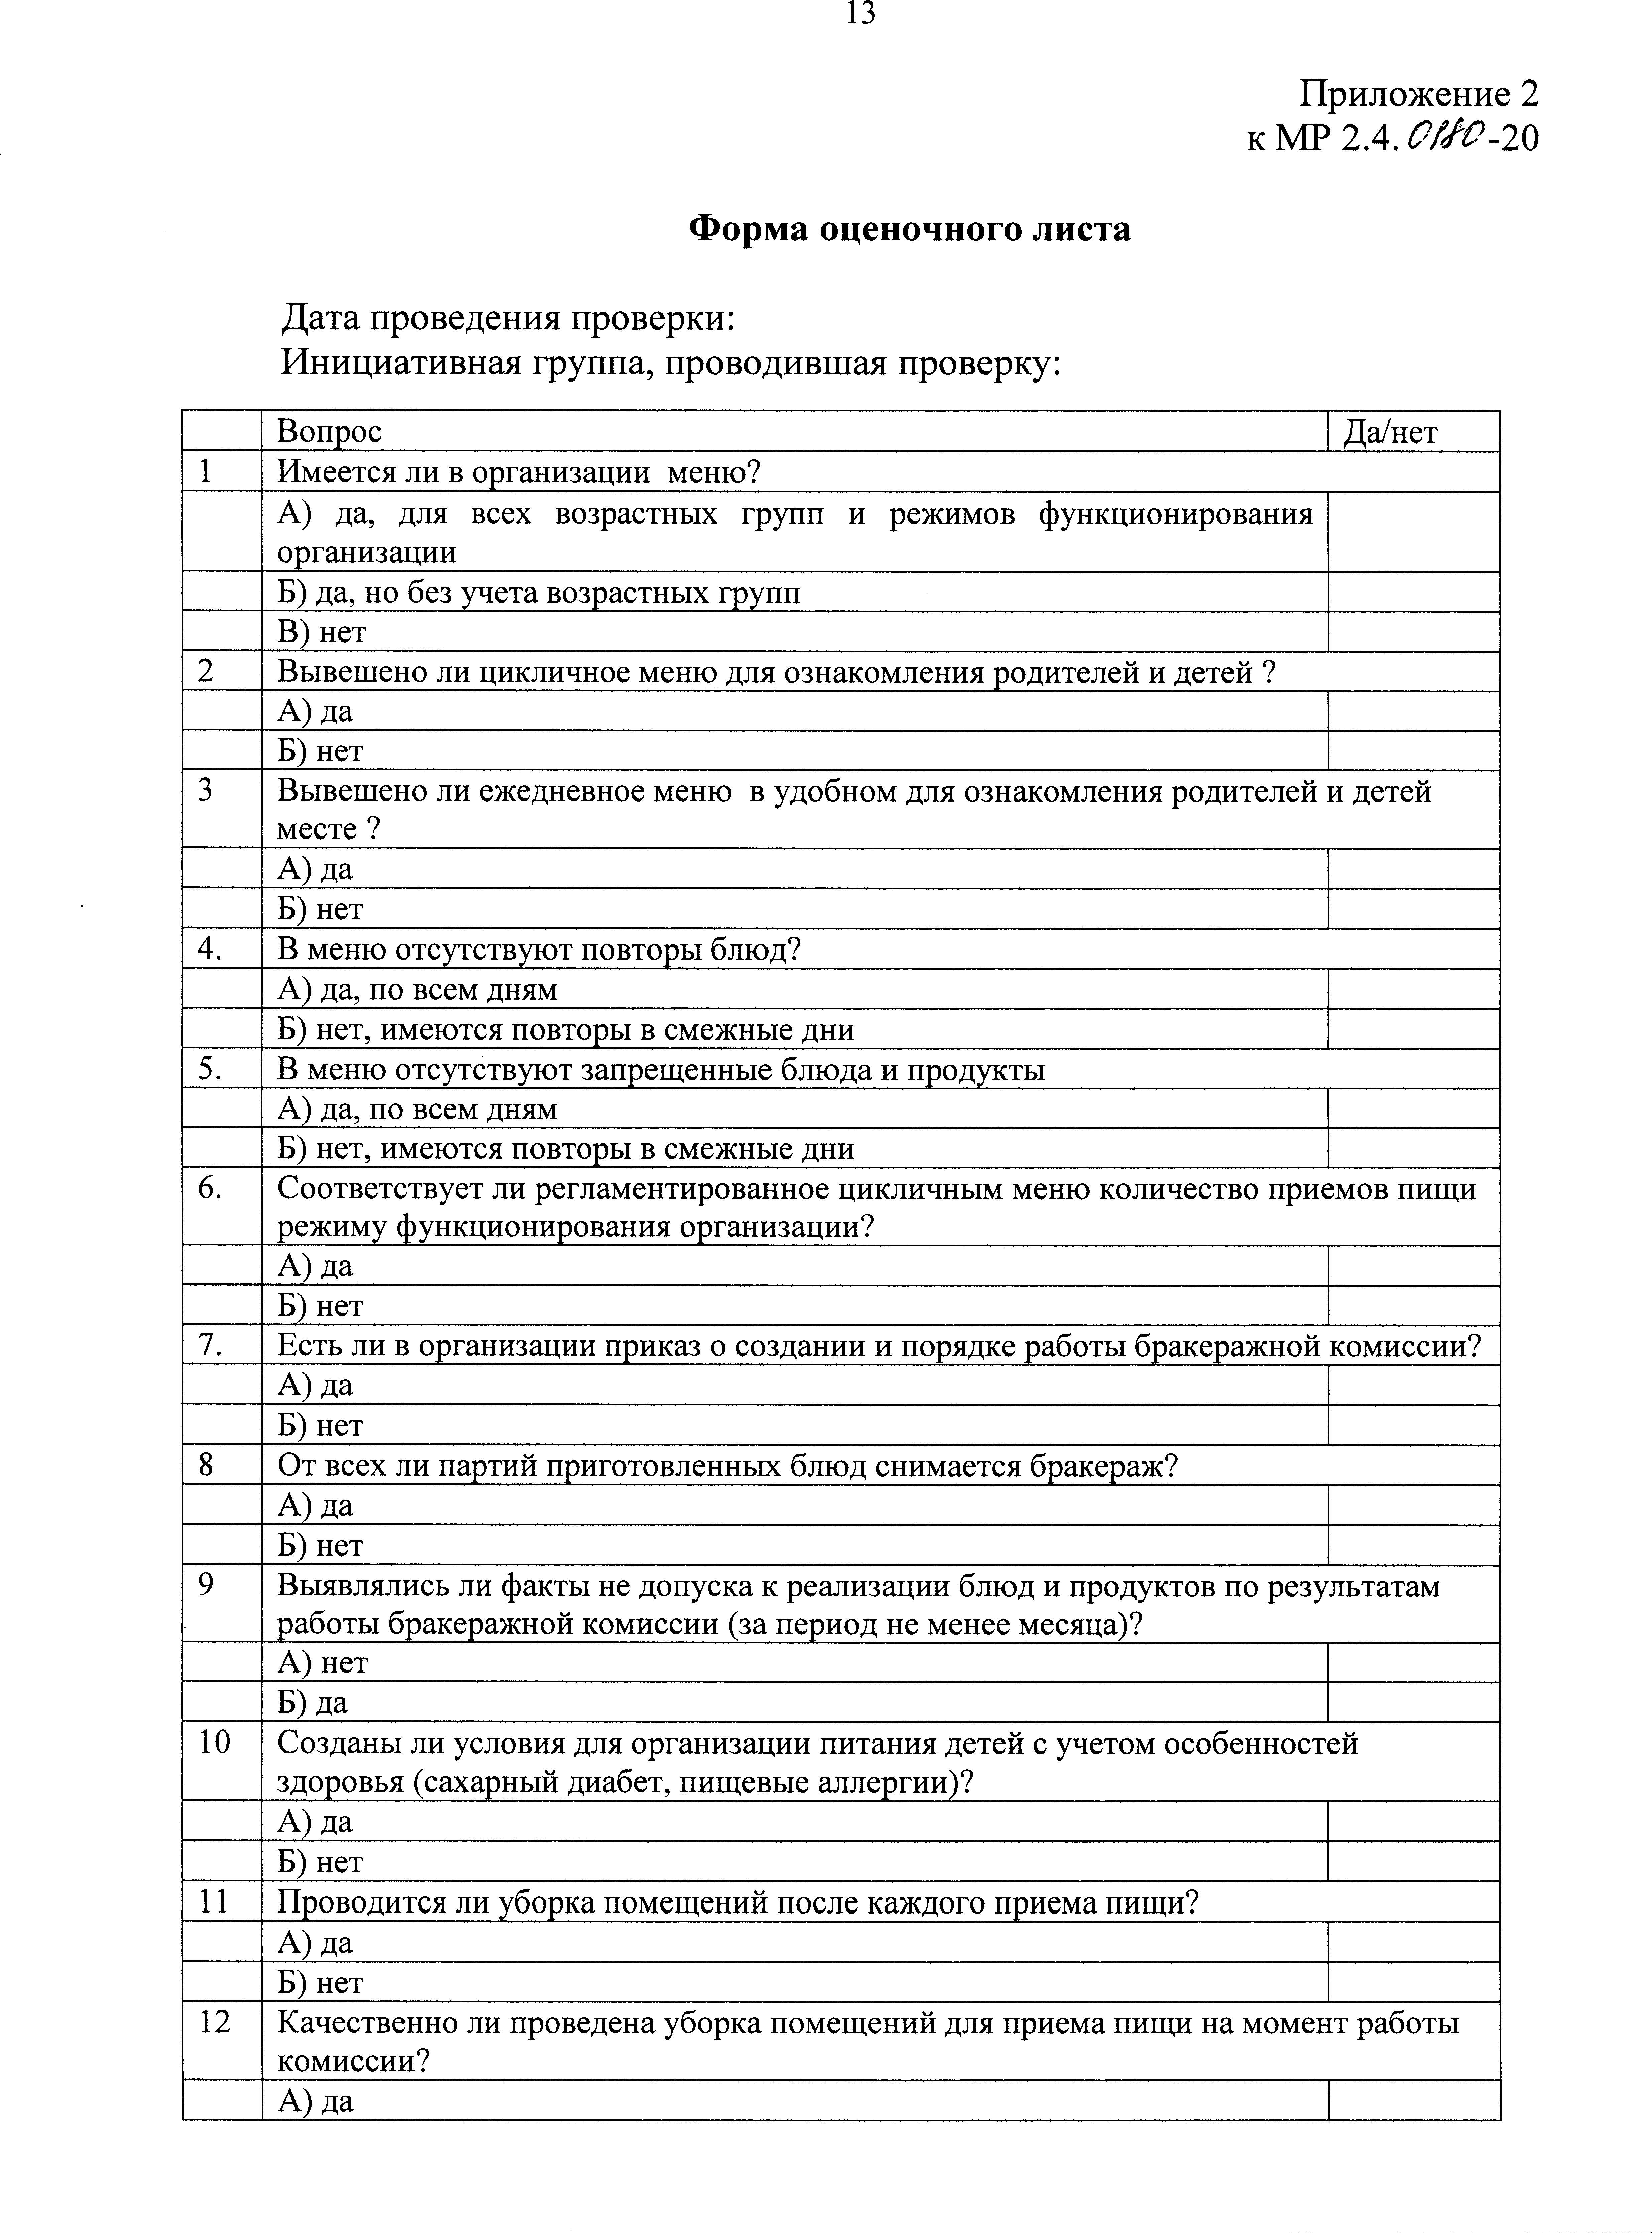 13
Приложение 2
к МР 2.4. 0180-20
Форма оценочного листа
Дата проведения проверки:
Инициативная группа, проводившая проверку:
Вопрос Да/нет
1 Имеется ли в организации меню?
А) да, для всех возрастных групп и режимов функционирования
организации
Б) да, но без учета возрастных групп
В) нет
2 Вывешено ли цикличное меню для ознакомления родителей и детей ?
А) да
Б) нет
3 Вывешено ли ежедневное меню в удобном для ознакомления родителей и детей
месте ?
А) да
Б) нет
4. В меню отсутствуют повторы блюд?
А) да, по всем дням
Б) нет, имеются повторы в смежные дни
5. В меню отсутствуют запрещенные блюда и продукты
А) да, по всем дням
Б) нет, имеются повторы в смежные дни
6. Соответствует ли регламентированное цикличным меню количество приемов пищи
режиму функционирования организации?
А) да
Б) нет
7. Есть ли в организации приказ о создании и порядке работы бракеражной комиссии?
А) да
Б) нет
8 От всех ли партий приготовленных блюд снимается бракераж?
А) да
Б) нет
9 Выявлялись ли факты не допуска к реализации блюд и продуктов по результатам
работы бракеражной комиссии (за период не менее месяца)?
А) нет
Б) да
10 Созданы ли условия для организации питания детей с учетом особенностей
здоровья (сахарный диабет, пищевые аллергии)?
А) да
Б) нет
11 Проводится ли уборка помещений после каждого приема пищи?
А) да
Б) нет
12 Качественно ли проведена уборка помещений для приема пищи на момент работы
комиссии?
А) да